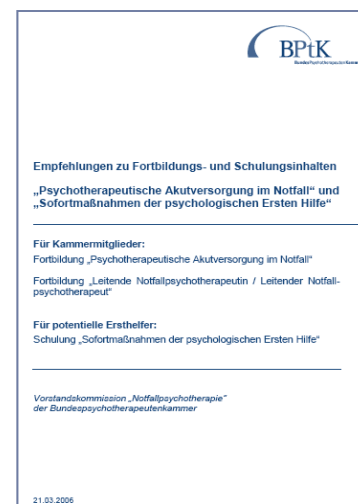 BPtK
BundesPsychotherapeutenKammer
Empfehlungen zu Fortbildungs- und Schulungsinhalten
„Psychotherapeutische Akutversorgung im Notfall“ und
„Sofortmaßnahmen der psychologischen Ersten Hilfe“
Für Kammermitglieder:
Fortbildung „Psychotherapeutische Akutversorgung im Notfall“
Fortbildung „Leitende Notfallpsychotherapeutin / Leitender Notfall-
psychotherapeut“
Für potentielle Ersthelfer:
Schulung „Sofortmaßnahmen der psychologischen Ersten Hilfe“
Vorstandskommission „Notfallpsychotherapie“
der Bundespsychotherapeutenkammer
21.03.2006